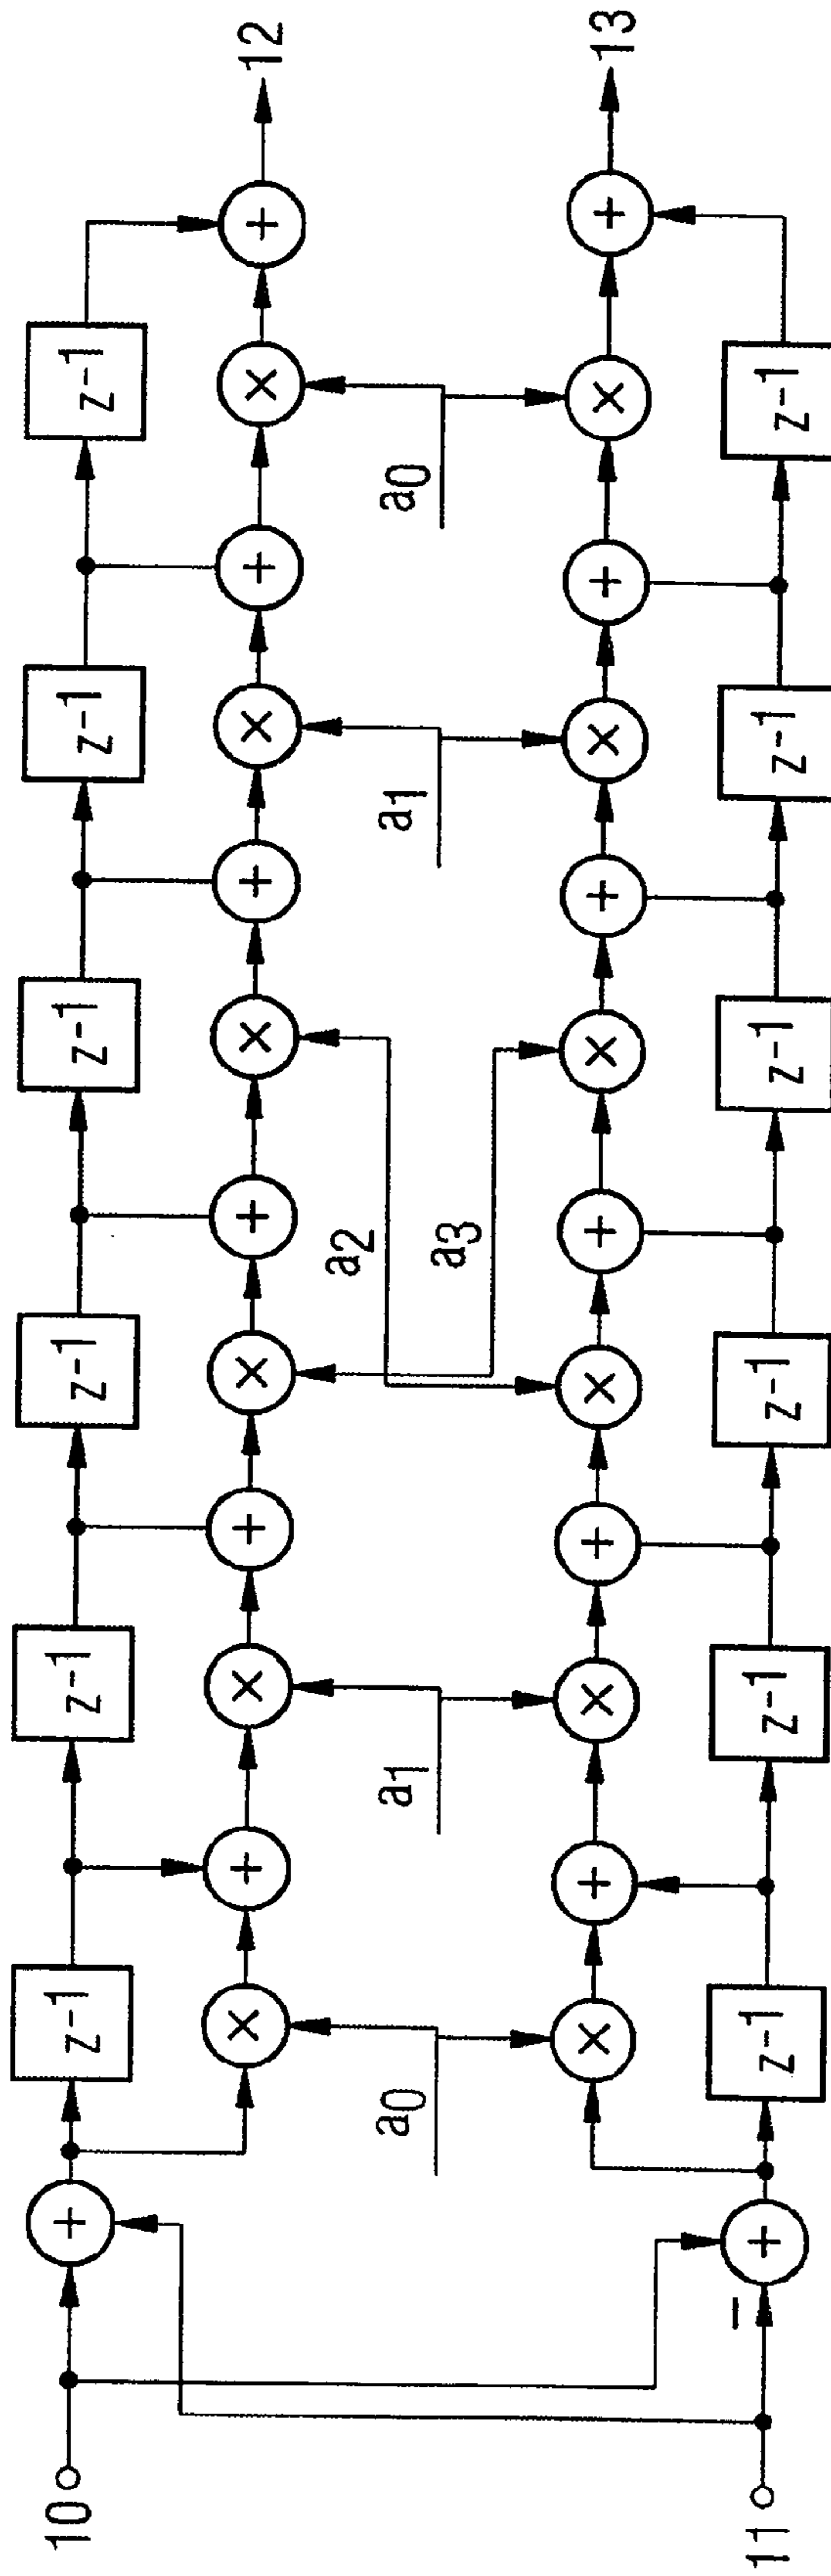 10
z-1 z-1 z-1 z-1 z-1 z-1
+
× + × + × + × + × + × + 12
a0 a1 a2 a3 a1 a0
× + × + × + × + × + × + 13
- +
z-1 z-1 z-1 z-1 z-1 z-1
11